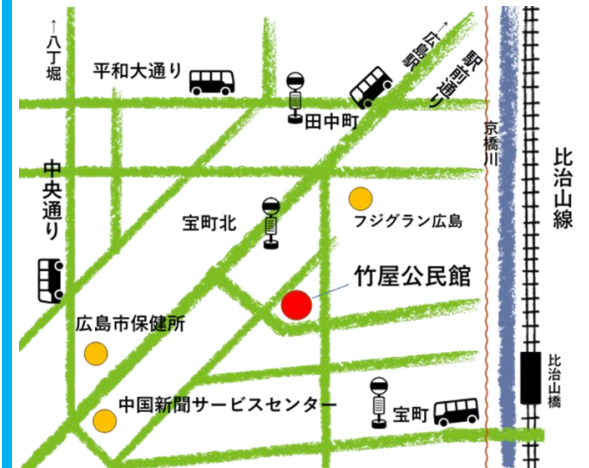 ↑八丁堀
平和大通り
↑広島駅
駅前通り
田中町
京橋川
比治山線
中央通り
宝町北
フジグラン広島
竹屋公民館
広島市保健所
中国新聞サービスセンター
宝町
比治山橋